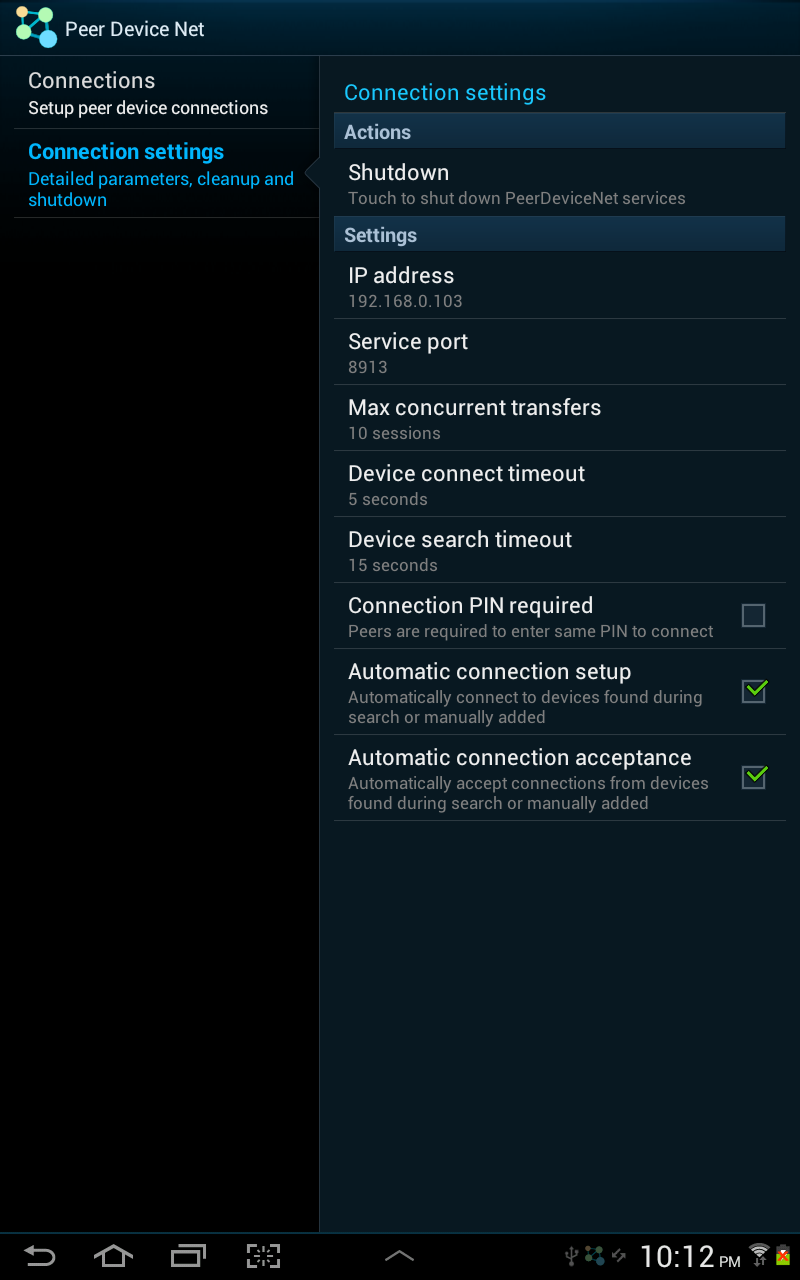 Peer Device Net
Connections
Setup peer device connections
Connection settings
Detailed parameters, cleanup and
shutdown
Connection settings
Actions
Shutdown
Touch to shut down PeerDeviceNet services
Settings
IP address
192.168.0.103
Service port
8913
Max concurrent transfers
10 sessions
Device connect timeout
5 seconds
Device search timeout
15 seconds
Connection PIN required
Peers are required to enter same PIN to connect
Automatic connection setup
Automatically connect to devices found during
search or manually added
Automatic connection acceptance
Automatically accept connections from devices
found during search or manually added
10:12 PM